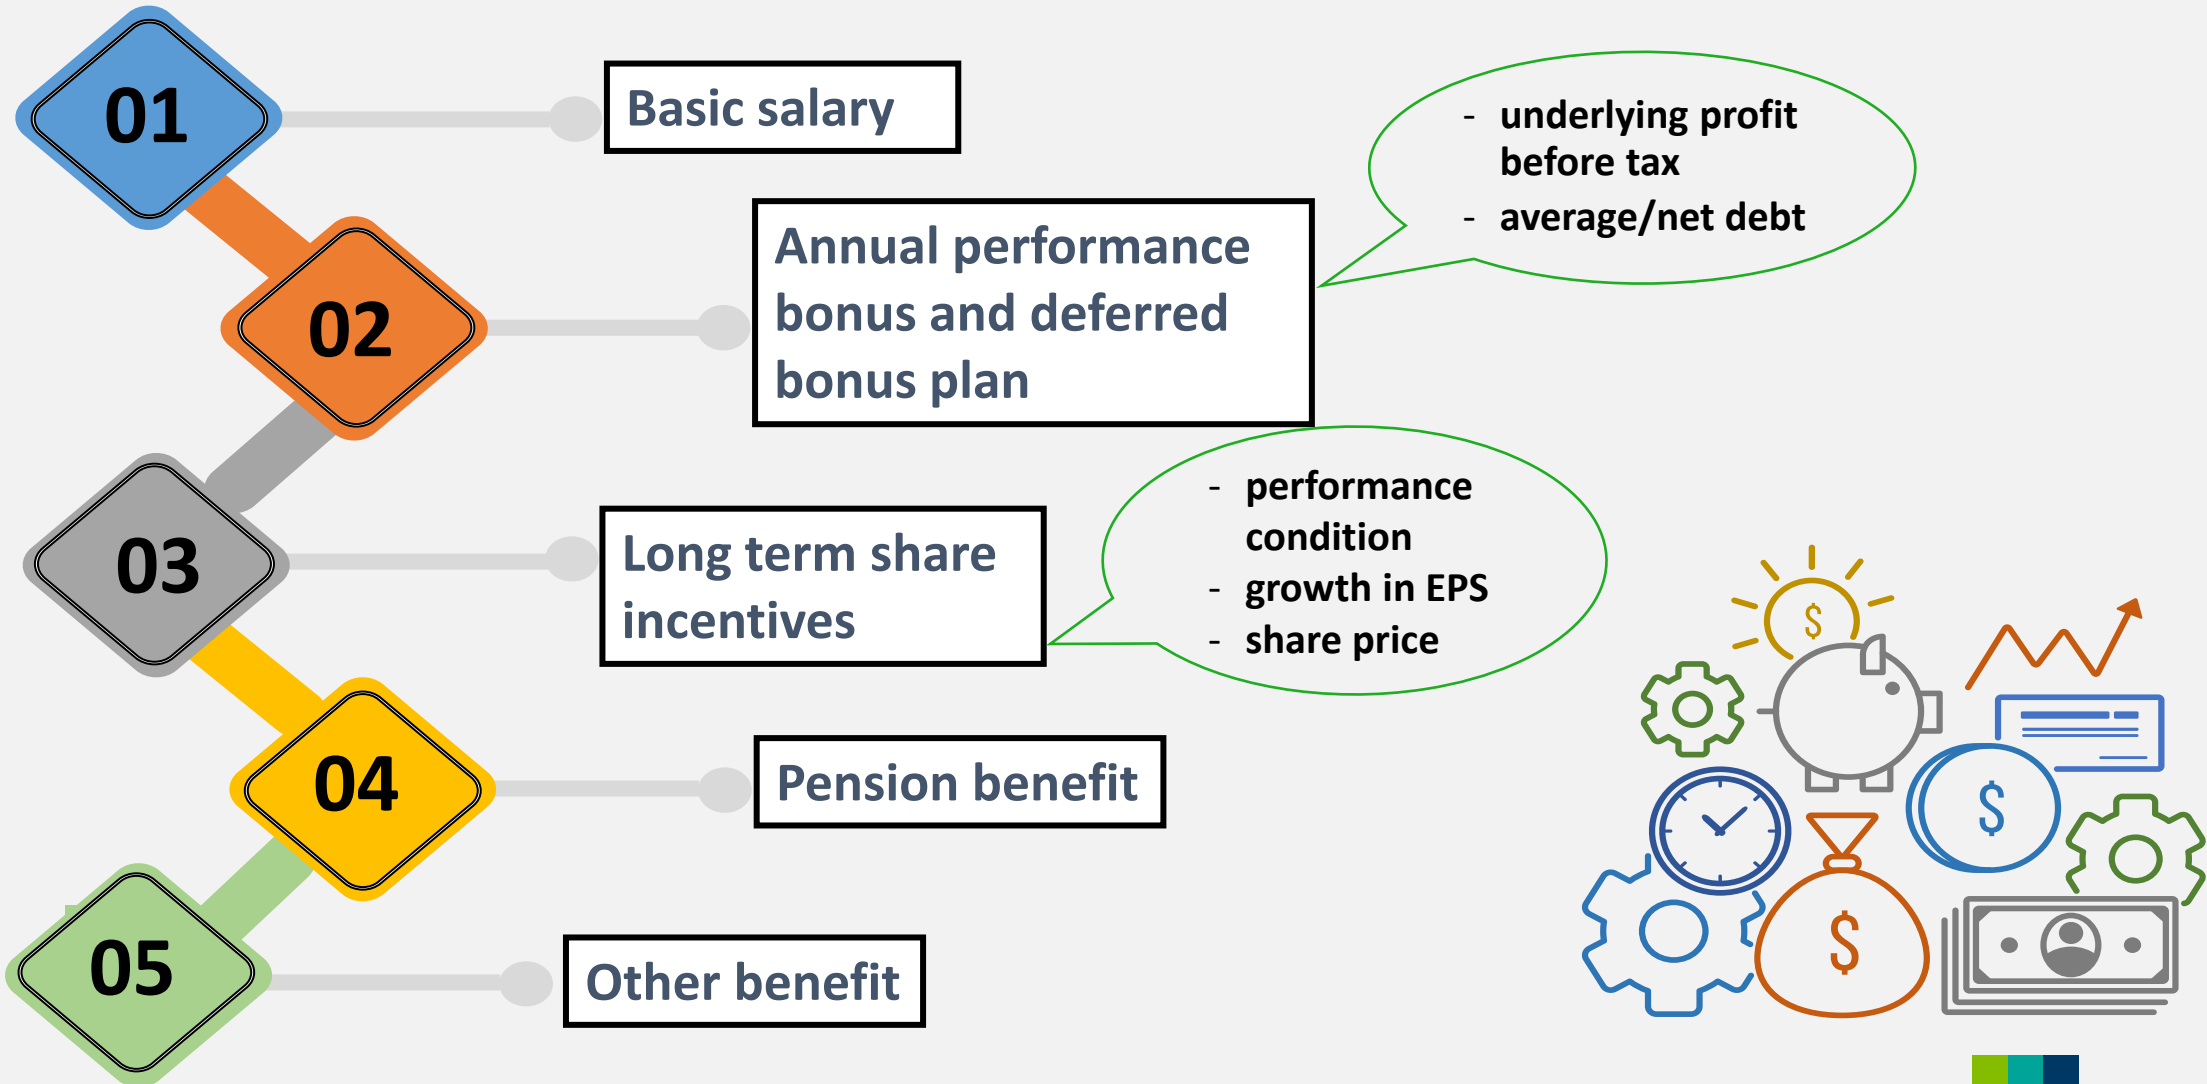 01
Basic salary
- underlying profit
before tax
- average/net debt
02
Annual performance
bonus and deferred
bonus plan
- performance
condition
- growth in EPS
- share price
03
Long term share
incentives
04
Pension benefit
05
Other benefit
$
$
$